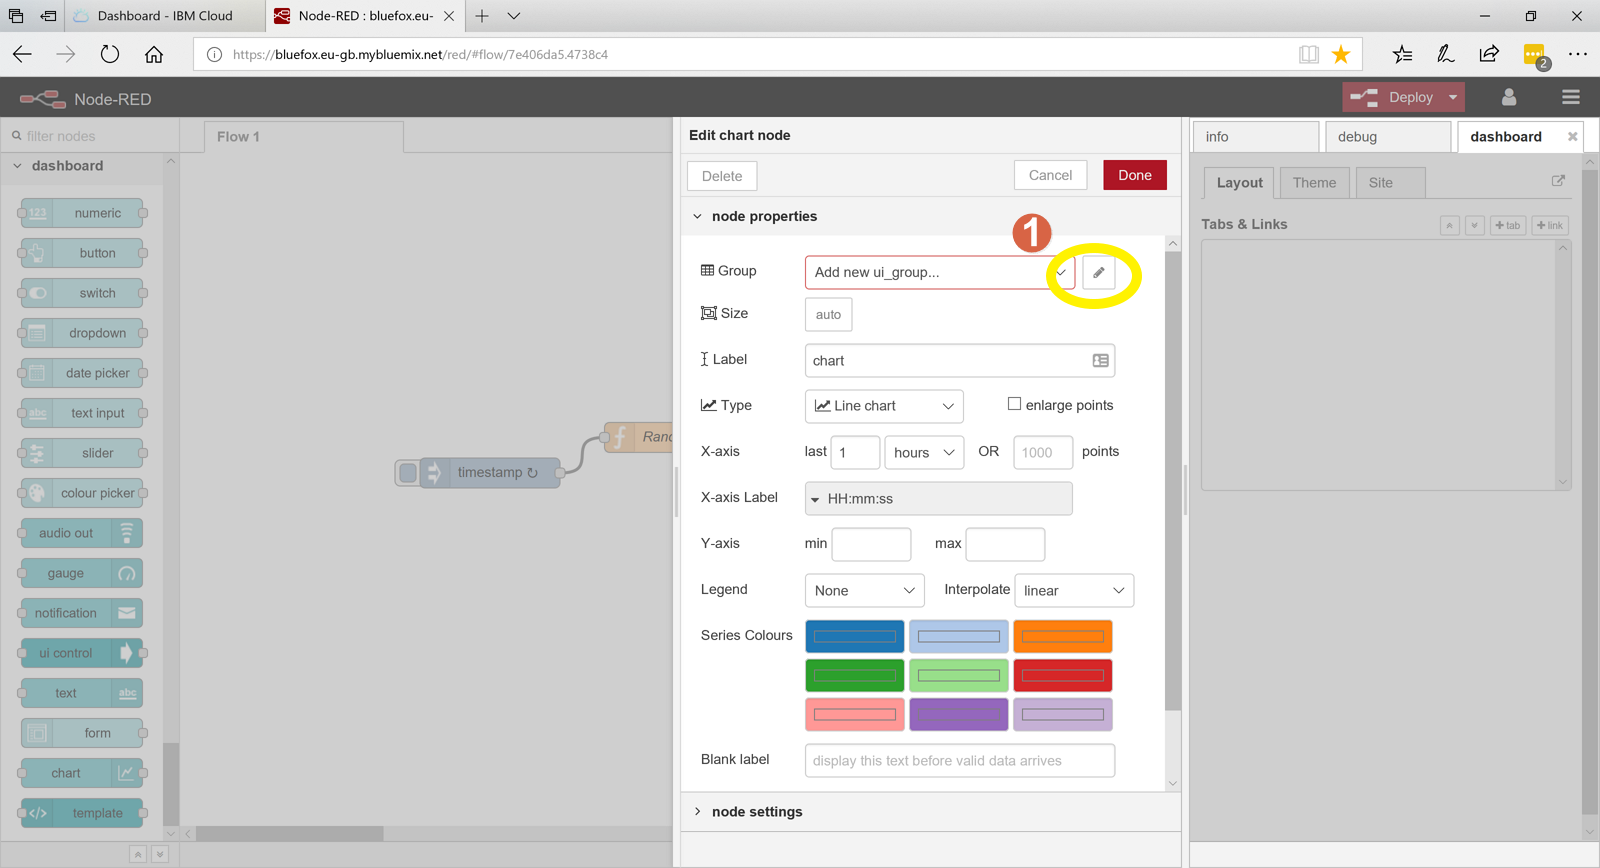 Dashboard - IBM Cloud
Node-RED : bluefox.eu-
https://bluefox.eu-gb.mybluemix.net/red/#flow/7e406da5.4738c4
2
Node-RED
Deploy
filter nodes
dashboard
123 numeric
button
switch
dropdown
date picker
abc text input
slider
colour picker
audio out
gauge
notification
ui control
text abc
form
chart
</> template
Flow 1
timestamp ↻
Ranc
Edit chart node
Delete
Cancel
Done
node properties
1
Group
Add new ui_group...
Size
auto
Label
chart
Type
Line chart
enlarge points
X-axis
last 1 hours OR 1000 points
X-axis Label
HH:mm:ss
Y-axis
min
max
Legend
None
Interpolate
linear
Series Colours
Blank label
display this text before valid data arrives
node settings
info
debug
dashboard
Layout
Theme
Site
Tabs & Links
+ tab
+ link